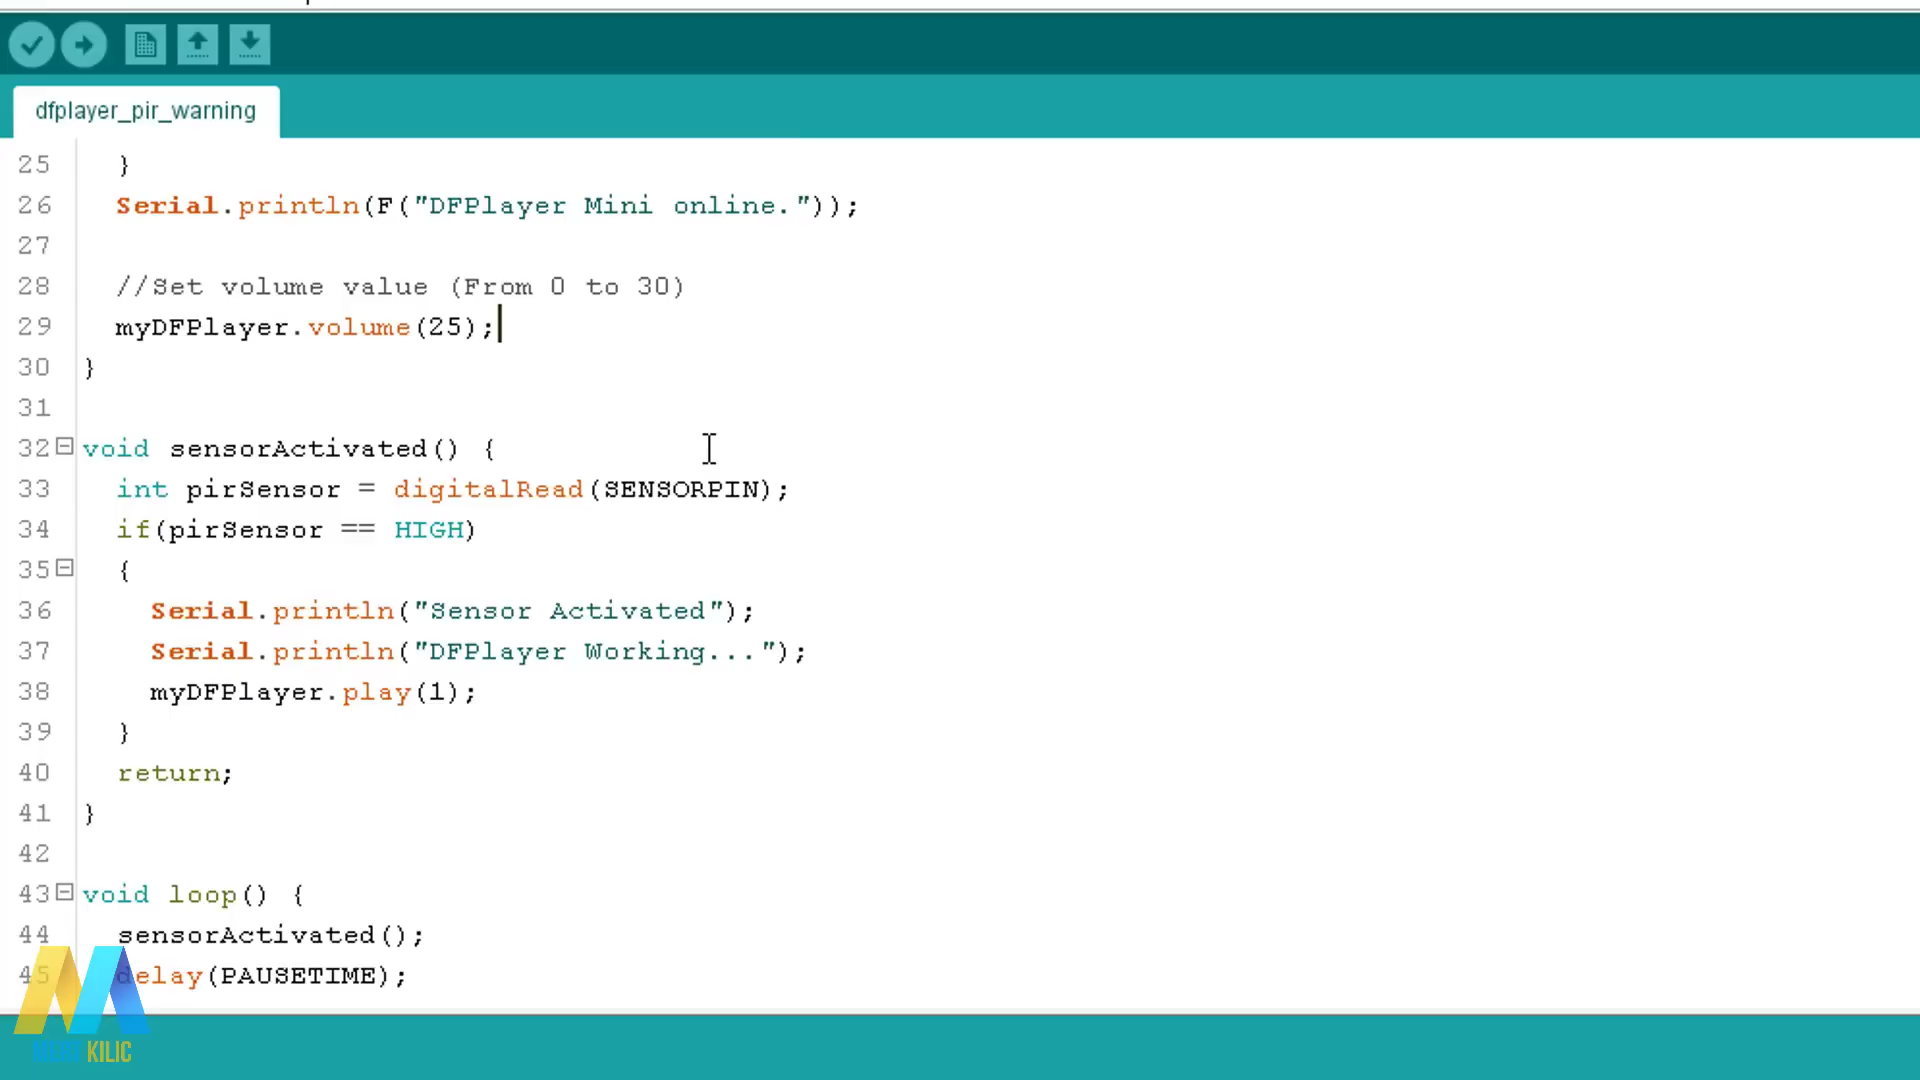 dfplayer_pir_warning
25 }
26 Serial.println(F("DFPlayer Mini online."));
27
28 //Set volume value (From 0 to 30)
29 myDFPlayer.volume(25);
30 }
31
32 void sensorActivated() {
33 int pirSensor = digitalRead(SENSORPIN);
34 if(pirSensor == HIGH)
35 {
36 Serial.println("Sensor Activated");
37 Serial.println("DFPlayer Working...");
38 myDFPlayer.play(1);
39 }
40 return;
41 }
42
43 void loop() {
44 sensorActivated();
45 delay(PAUSETIME);
MERT KILIC